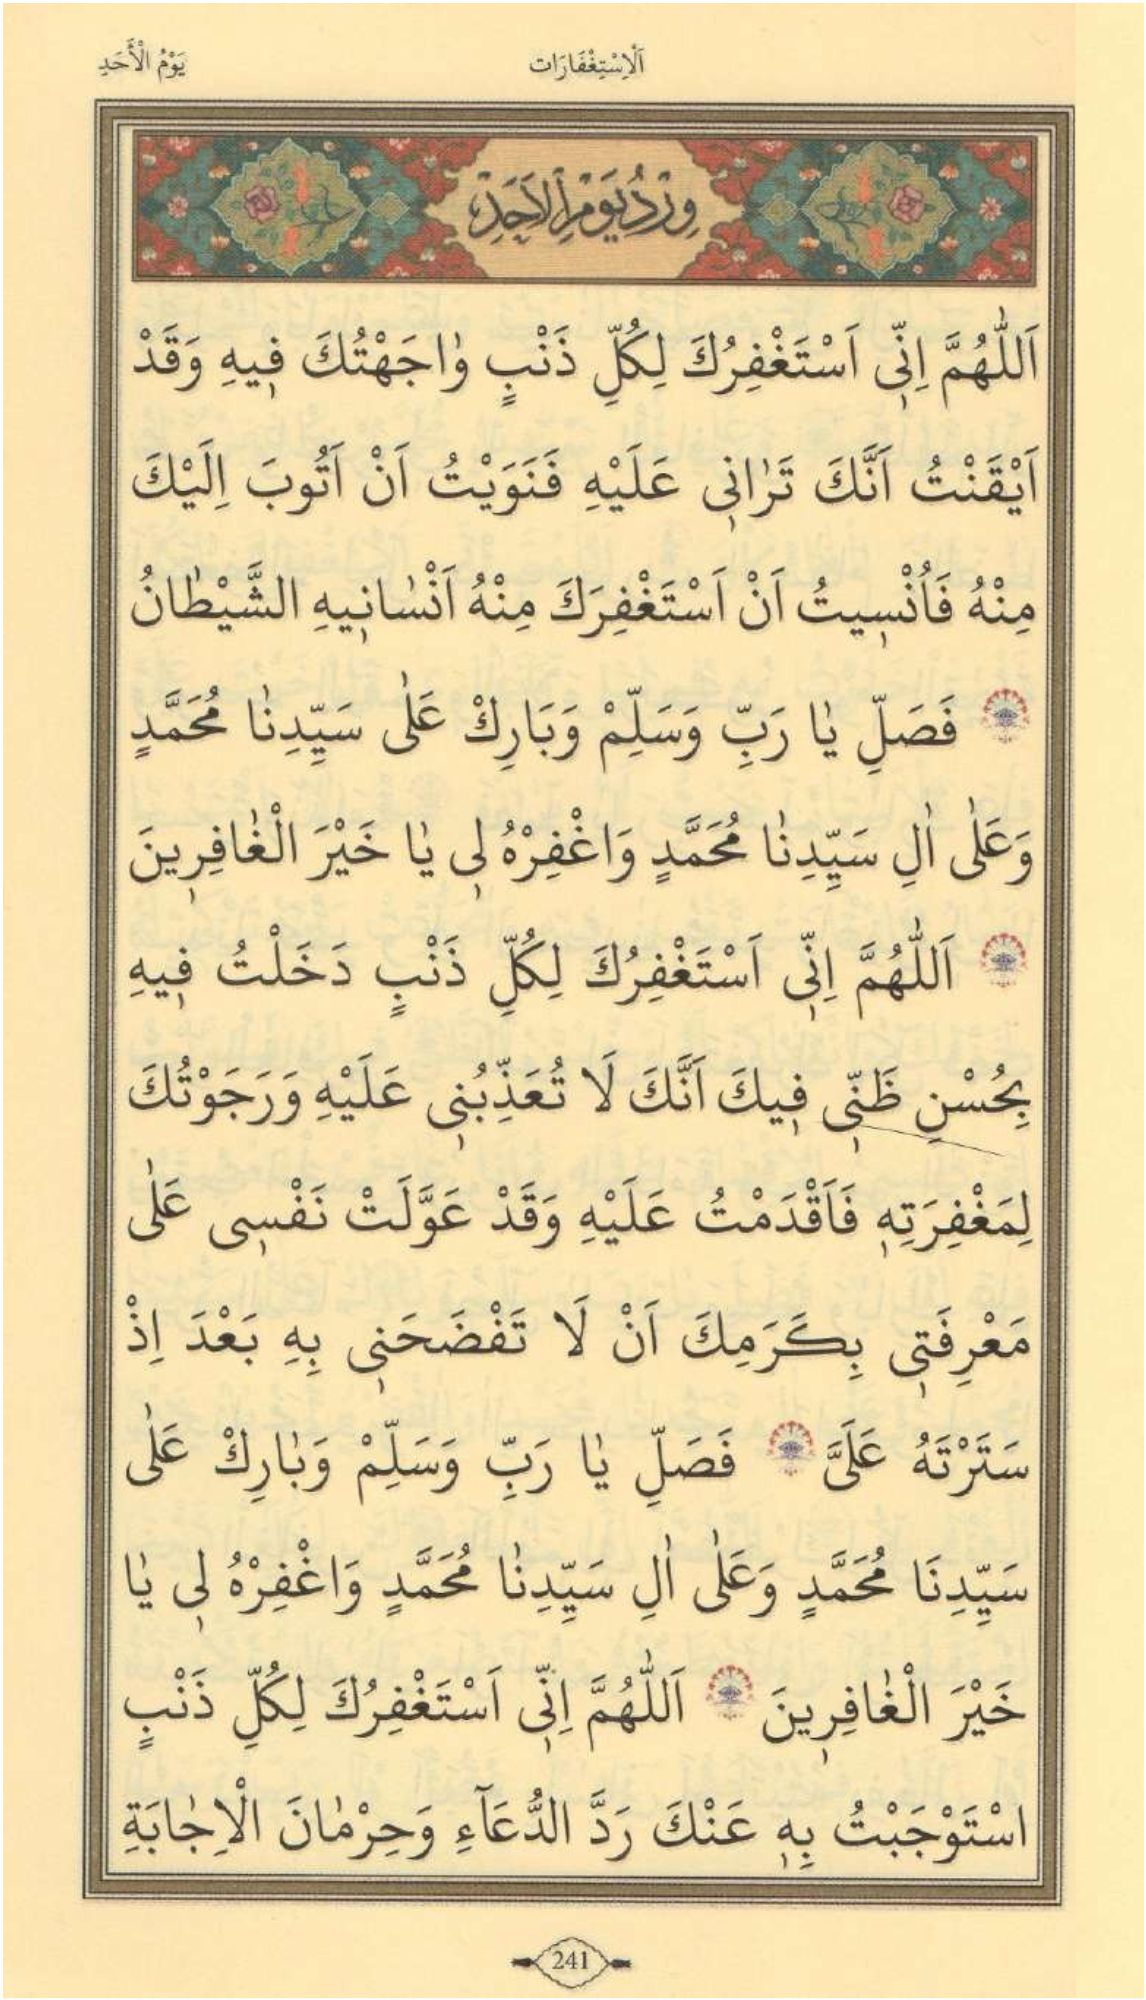 اَلْاِسْتِغْفَارَات
يَوْمُ الْأَحَدِ
وِرْدُ يَوْمِ الْاَحَدِ
اَللّٰهُمَّ اِنّٖى اَسْتَغْفِرُكَ لِكُلِّ ذَنْبٍ وٰاجَهْتُكَ فٖيهِ وَقَدْ
اَيْقَنْتُ اَنَّكَ تَرٰانٖى عَلَيْهِ فَنَوَيْتُ اَنْ اَتُوبَ اِلَيْكَ
مِنْهُ فَاُنْسٖيتُ اَنْ اَسْتَغْفِرَكَ مِنْهُ اَنْسٰانٖيهِ الشَّيْطٰانُ
فَصَلِّ يٰا رَبِّ وَسَلِّمْ وَبَارِكْ عَلٰى سَيِّدِنٰا مُحَمَّدٍ
وَعَلٰى اٰلِ سَيِّدِنٰا مُحَمَّدٍ وَاغْفِرْهُ لٖى يٰا خَيْرَ الْغٰافِرٖينَ
اَللّٰهُمَّ اِنّٖى اَسْتَغْفِرُكَ لِكُلِّ ذَنْبٍ دَخَلْتُ فٖيهِ
بِحُسْنِ ظَنّٖى فٖيكَ اَنَّكَ لَا تُعَذِّبُنٖى عَلَيْهِ وَرَجَوْتُكَ
لِمَغْفِرَتِهٖ فَاَقْدَمْتُ عَلَيْهِ وَقَدْ عَوَّلَتْ نَفْسٖى عَلٰى
مَعْرِفَتٖى بِكَرَمِكَ اَنْ لَا تَفْضَحَنٖى بِهِ بَعْدَ اِذْ
سَتَرْتَهُ عَلَىَّ فَصَلِّ يٰا رَبِّ وَسَلِّمْ وَبٰارِكْ عَلٰى
سَيِّدِنَا مُحَمَّدٍ وَعَلٰى اٰلِ سَيِّدِنٰا مُحَمَّدٍ وَاغْفِرْهُ لٖى يٰا
خَيْرَ الْغٰافِرٖينَ اَللّٰهُمَّ اِنّٖى اَسْتَغْفِرُكَ لِكُلِّ ذَنْبٍ
اسْتَوْجَبْتُ بِهٖ عَنْكَ رَدَّ الدُّعَآءِ وَحِرْمٰانَ الْاِجٰابَةِ
241